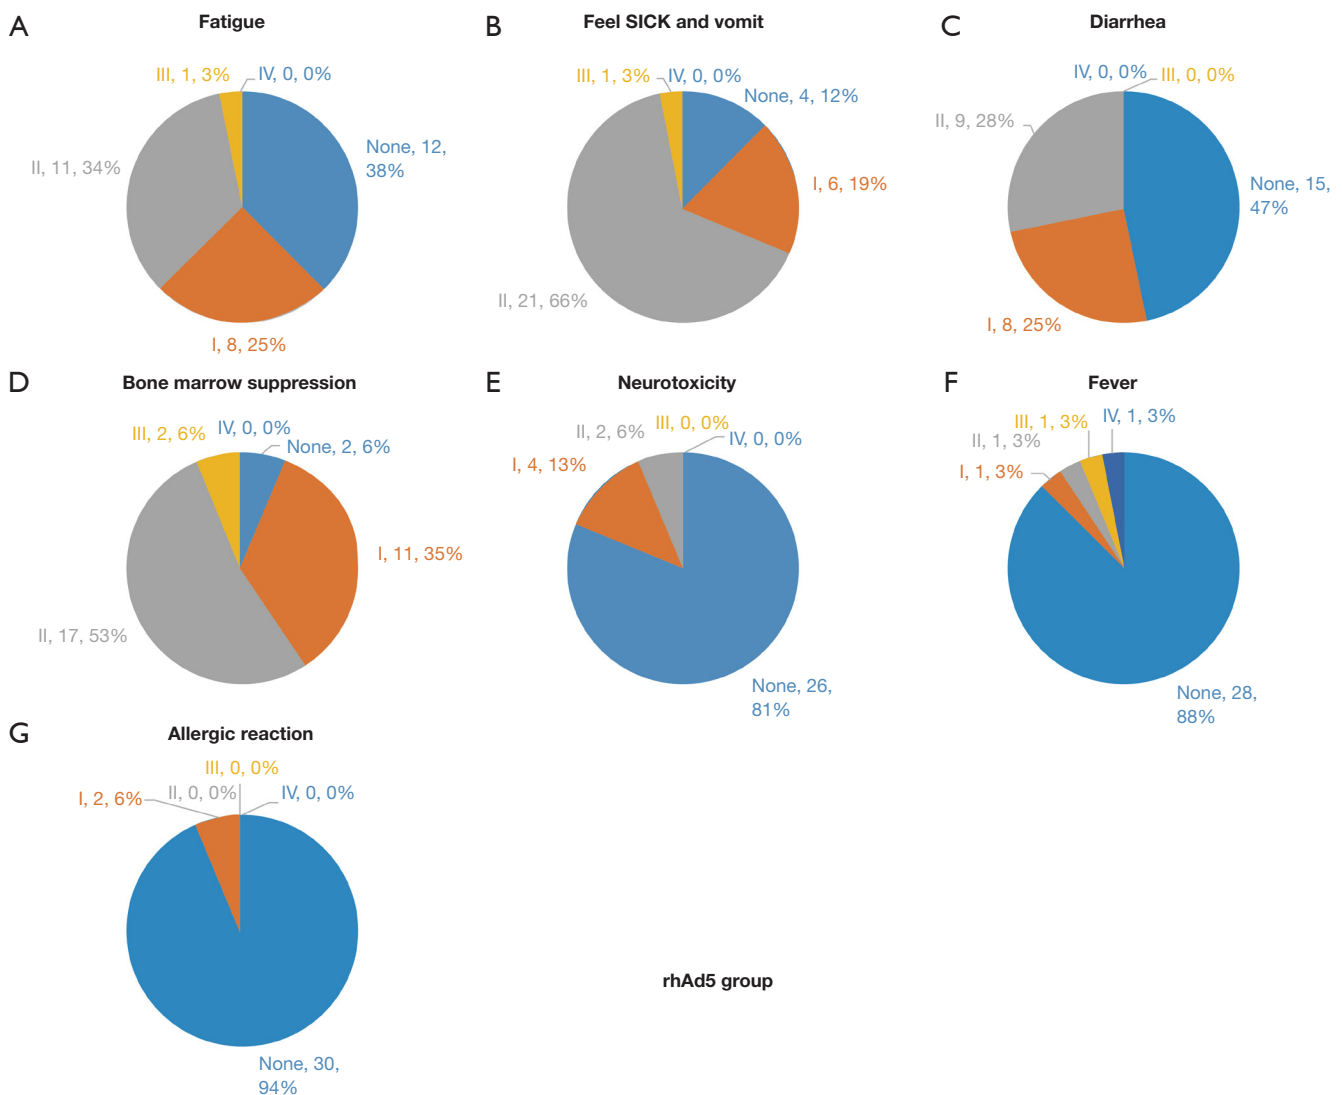 A
Fatigue
III, 1, 3%
IV, 0, 0%
None, 12,
38%
II, 11, 34%
I, 8, 25%
B
Feel SICK and vomit
III, 1, 3%
IV, 0, 0%
None, 4, 12%
I, 6, 19%
II, 21, 66%
C
Diarrhea
IV, 0, 0%
III, 0, 0%
II, 9, 28%
None, 15,
47%
I, 8, 25%
D
Bone marrow suppression
III, 2, 6%
IV, 0, 0%
None, 2, 6%
I, 11, 35%
II, 17, 53%
E
Neurotoxicity
III, 0, 0%
II, 2, 6%
IV, 0, 0%
I, 4, 13%
None, 26,
81%
F
Fever
III, 1, 3%
IV, 1, 3%
II, 1, 3%
I, 1, 3%
None, 28,
88%
G
Allergic reaction
III, 0, 0%
I, 2, 6%
II, 0, 0%
IV, 0, 0%
None, 30,
94%
rhAd5 group